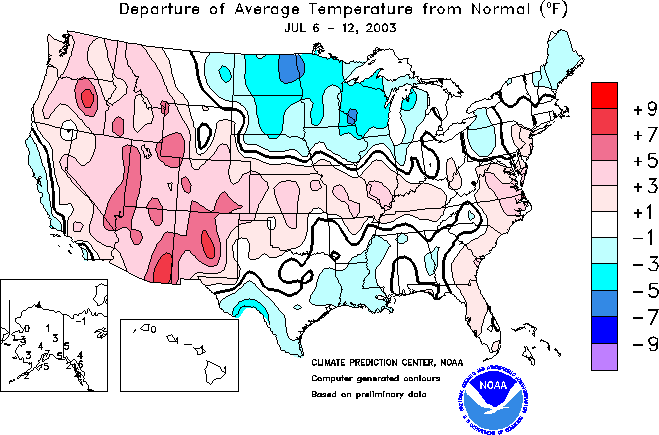 Departure of Average Temperature from Normal (°F)
JUL 6 - 12, 2003
+9
+7
+5
+3
+1
-1
-3
-5
-7
-9
0
0 1 -1
3 3
4 5
3 4 5 4
5
2
CLIMATE PREDICTION CENTER, NOAA
Computer generated contours
Based on preliminary data
NOAA